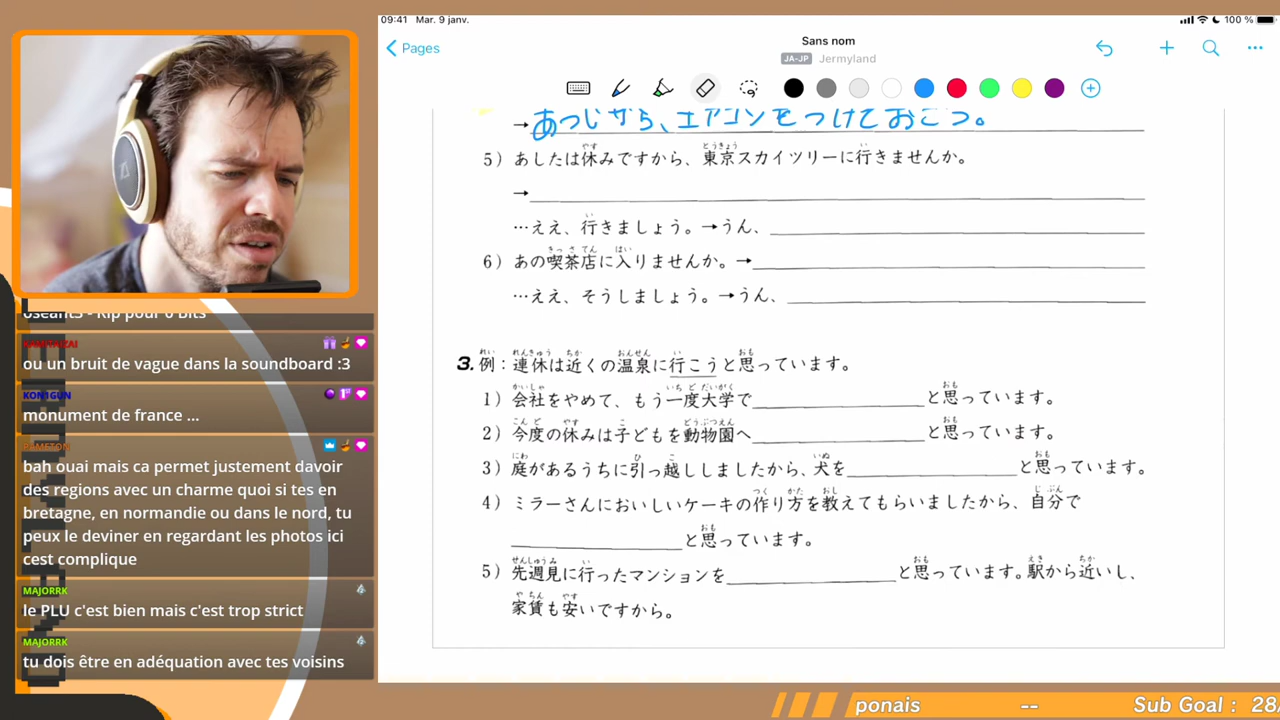 09:41 Mar. 9 janv.
100 %
Pages
Sans nom
JA-JP Jermyland
→あついから、エアコンをつけておこう。
5）あしたは休みですから、東京スカイツリーに行きませんか。
→
…ええ、行きましょう。→うん、
6）あの喫茶店に入りませんか。→
…ええ、そうしましょう。→うん、
3. 例：連休は近くの温泉に行こうと思っています。
1）会社をやめて、もう一度大学で と思っています。
2）今度の休みは子どもを動物園へ と思っています。
3）庭があるうちに引っ越ししましたから、犬を と思っています。
4）ミラーさんにおいしいケーキの作り方を教えてもらいましたから、自分で
と思っています。
5）先週見に行ったマンションを と思っています。駅から近いし、
家賃も安いですから。
- Rip pour 6 Bits
ou un bruit de vague dans la soundboard :3
KON1GUN
monument de france ...
bah ouai mais ca permet justement davoir
des regions avec un charme quoi si tes en
bretagne, en normandie ou dans le nord, tu
peux le deviner en regardant les photos ici
cest complique
MAJORRK
le PLU c'est bien mais c'est trop strict
MAJORRK
tu dois être en adéquation avec tes voisins
ponais -- Sub Goal : 28/